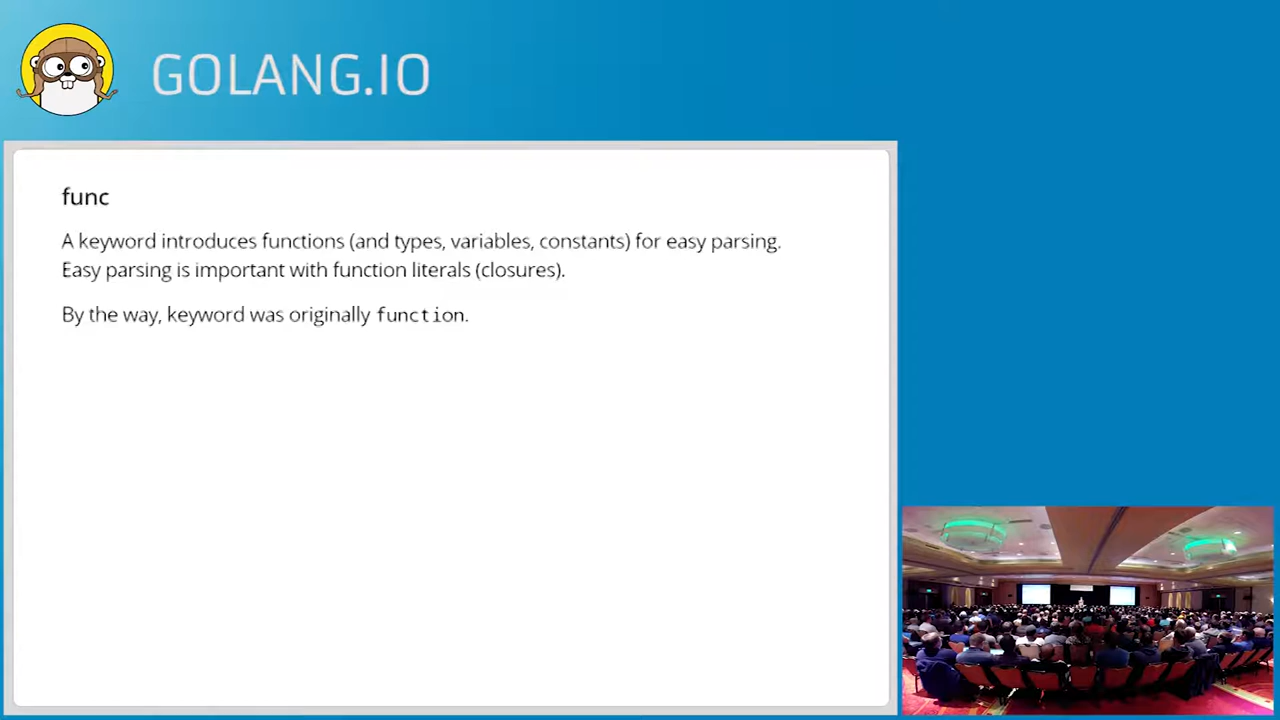 GOLANG.IO
func
A keyword introduces functions (and types, variables, constants) for easy parsing.
Easy parsing is important with function literals (closures).
By the way, keyword was originally function.